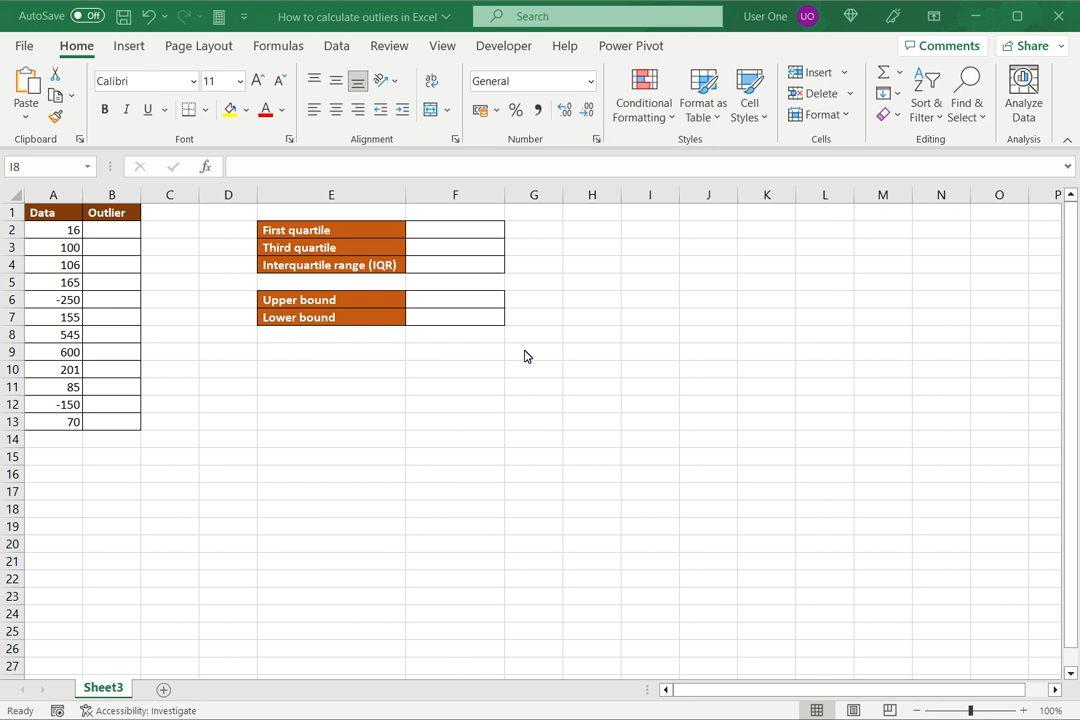 AutoSave Off How to calculate outliers in Excel Search User One UO
File Home Insert Draw Page Layout Formulas Data Review View Developer Help Power Pivot Comments Share
Paste Calibri 11 General Conditional Formatting Format as Table Cell Styles Insert Delete Format Sort & Filter Find & Select Analyze Data
Clipboard Font Alignment Number Styles Cells Editing Analysis
I8 fx
A B C D E F G H I J K L M N O P
1 Data Outlier
2 16 First quartile
3 100 Third quartile
4 106 Interquartile range (IQR)
5 165
6 -250 Upper bound
7 155 Lower bound
8 545
9 600
10 201
11 85
12 -150
13 70
14
15
16
17
18
19
20
21
22
23
24
25
26
27
Sheet3
Ready Accessibility: Investigate 100%